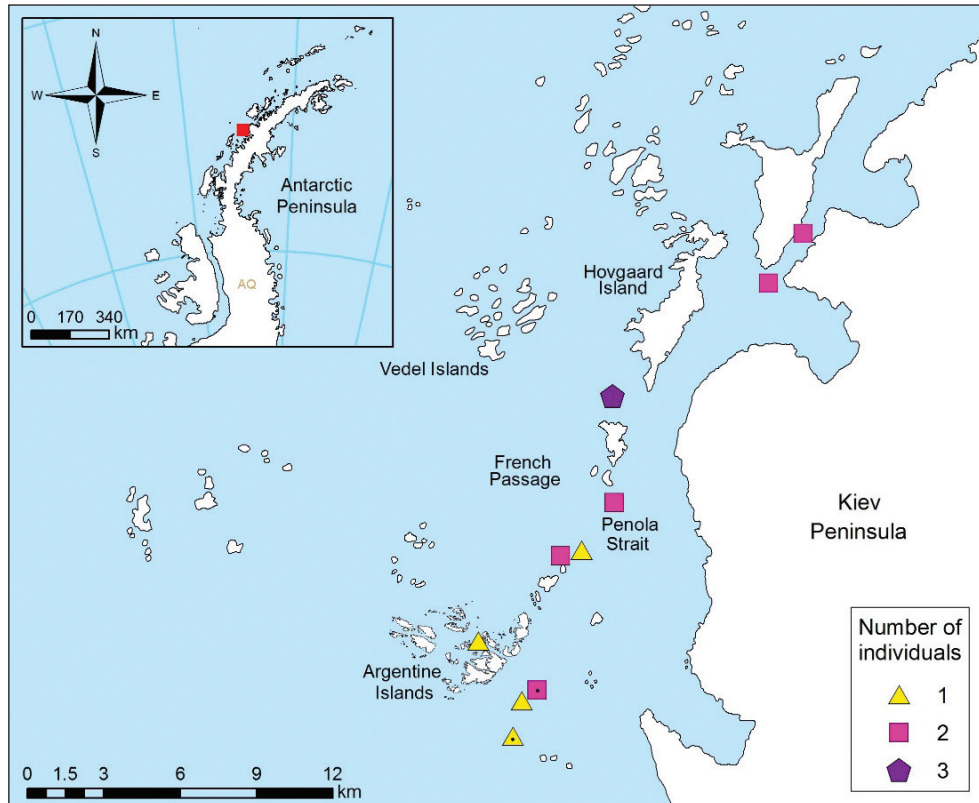 N
W E
S
Antarctic
Peninsula
AQ
0 170 340
km
Hovgaard
Island
Vedel Islands
French
Passage
Penola
Strait
Kiev
Peninsula
Argentine
Islands
Number of
individuals
1
2
3
0 1.5 3 6 9 12
km